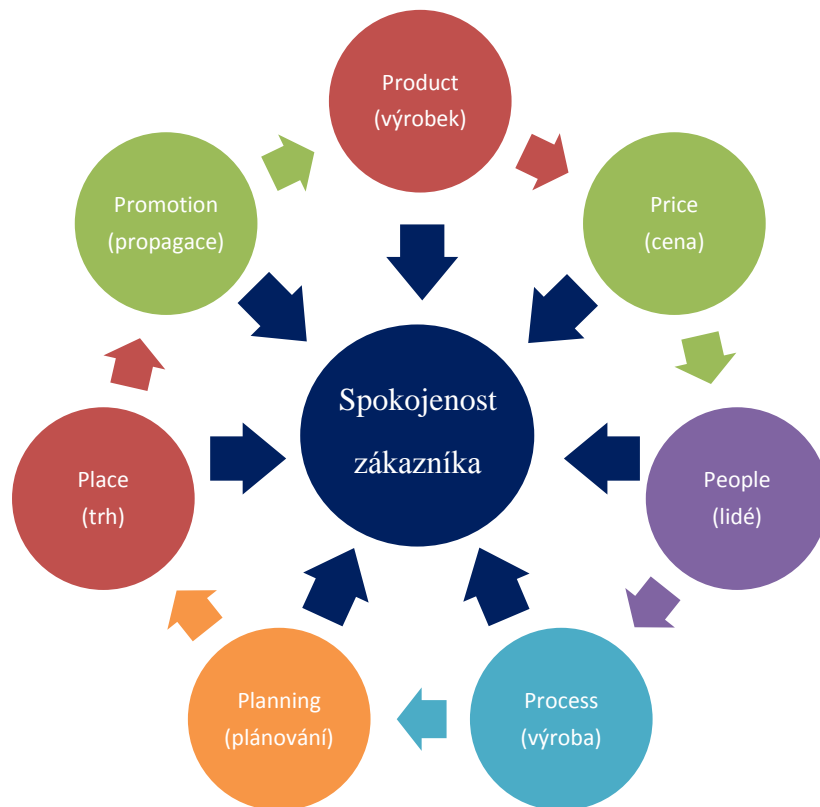 Product
(výrobek)
Promotion
(propagace)
Price
(cena)
Spokojenost
zákazníka
Place
(trh)
People
(lidé)
Planning
(plánování)
Process
(výroba)